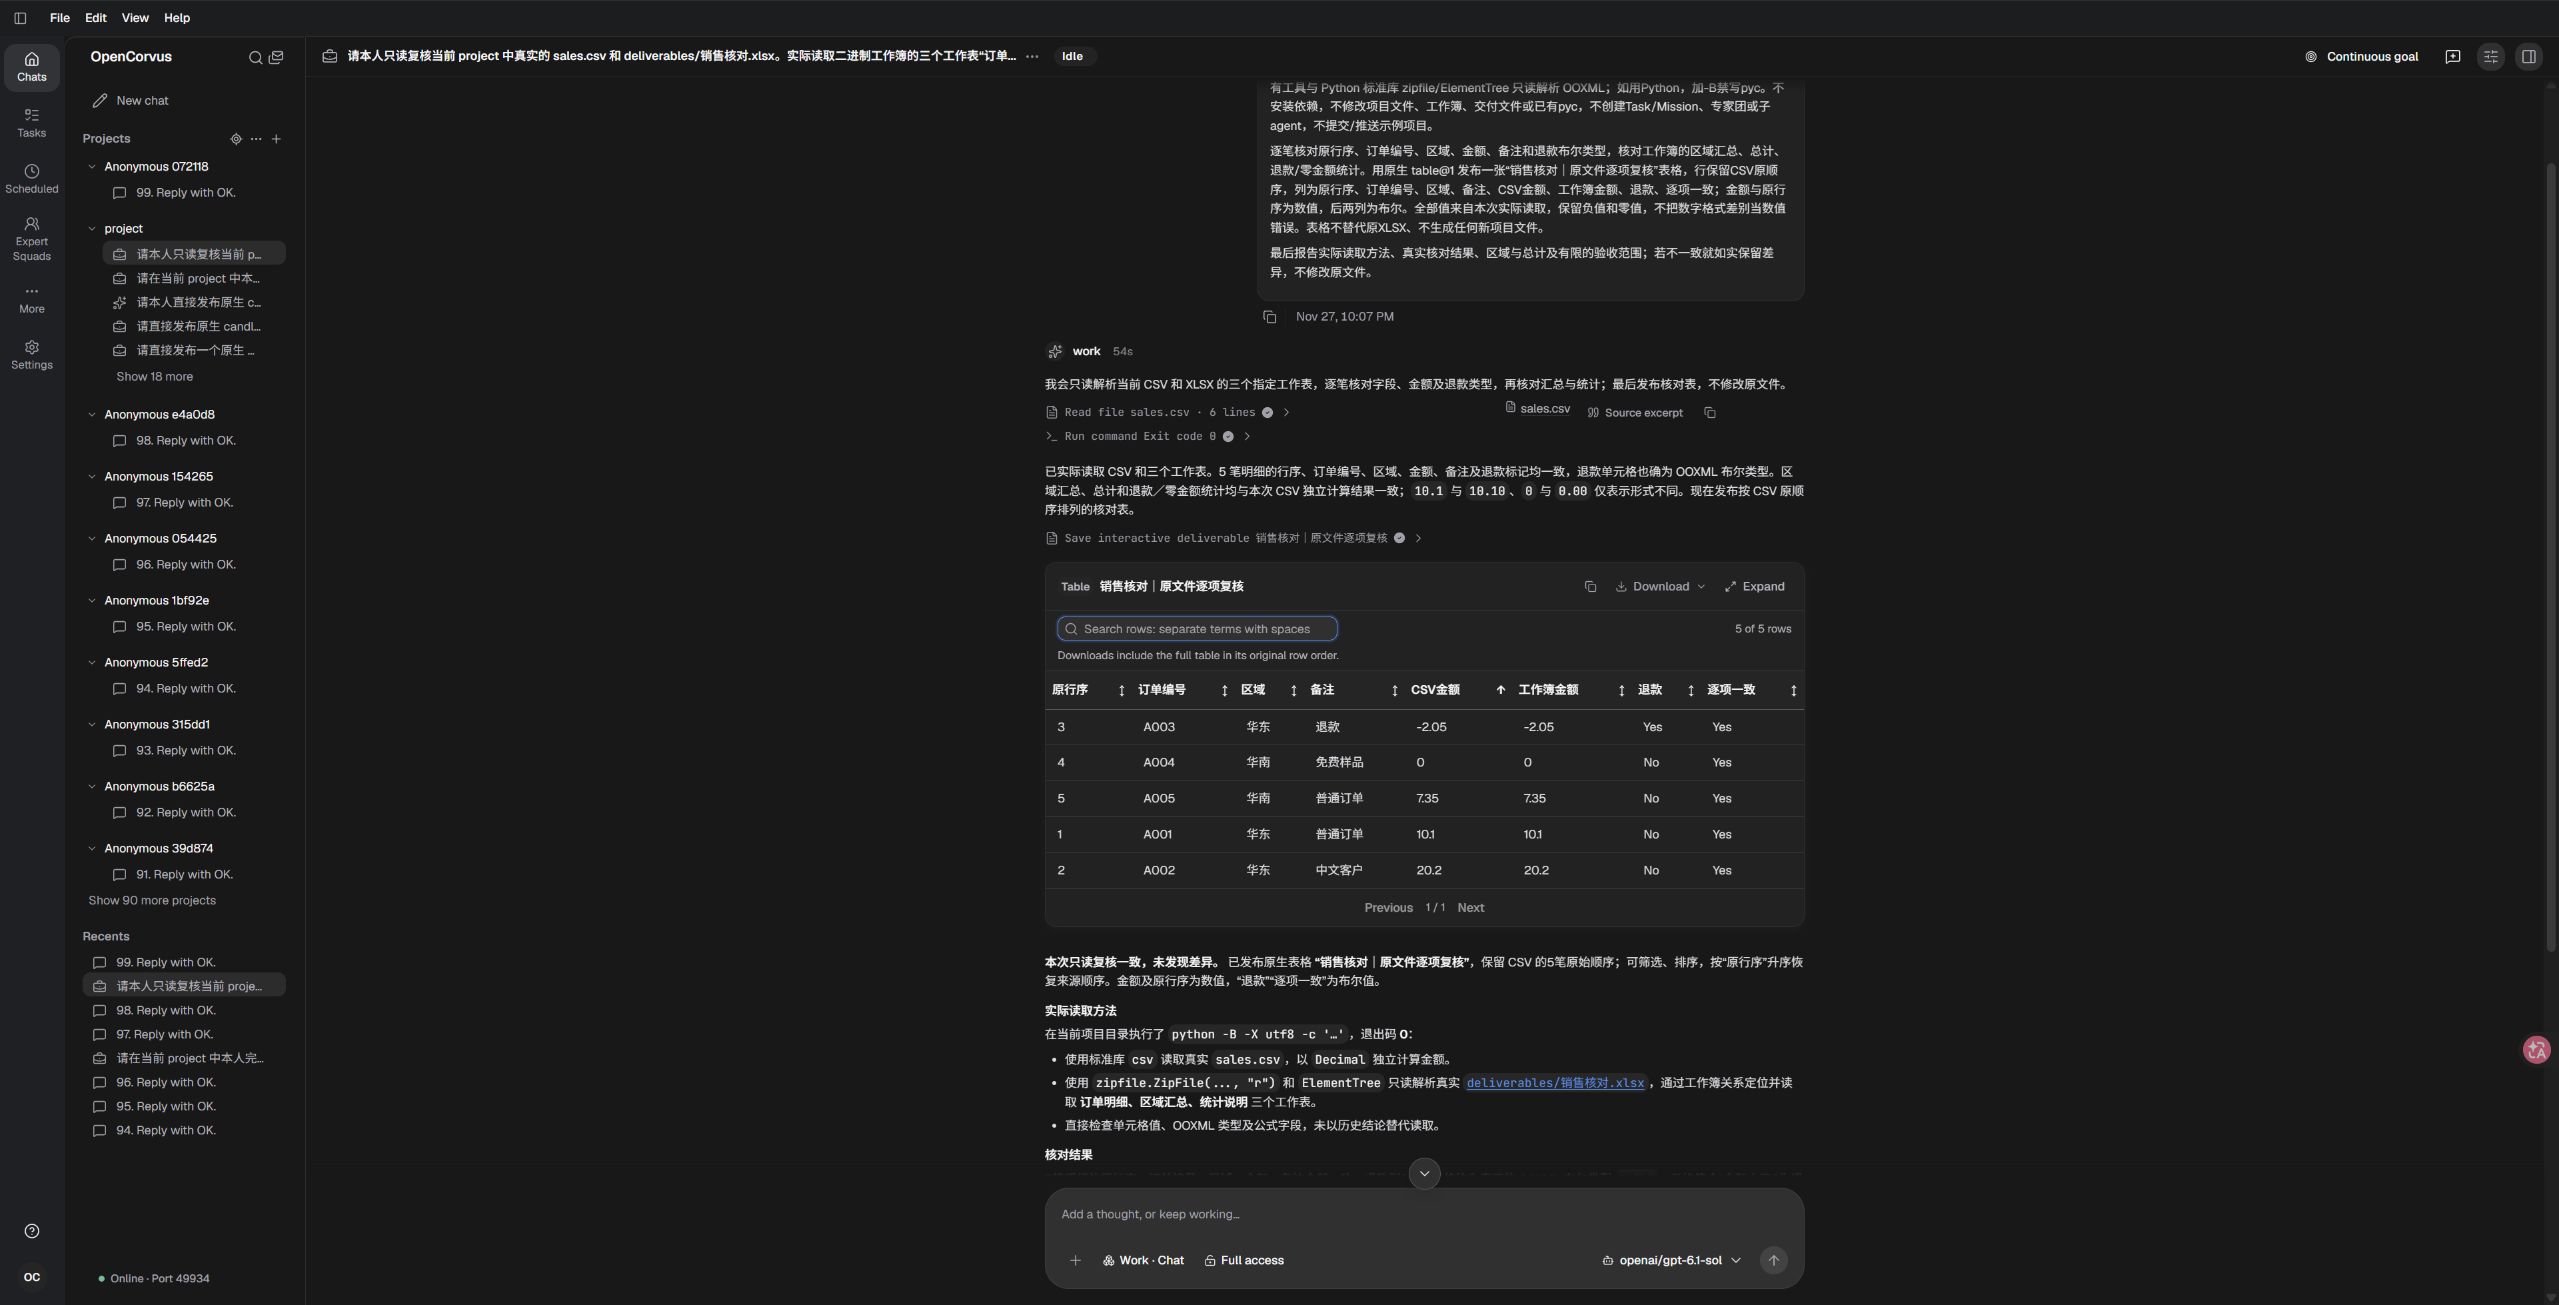 File Edit View Help
Chats
Tasks
Scheduled
Expert
Squads
More
Settings
OC
OpenCorvus
New chat
Projects
Anonymous 072118
99. Reply with OK.
project
请本人只读复核当前 p...
请在当前 project 中本...
请本人直接发布原生 c...
请直接发布原生 candl...
请直接发布一个原生 ...
Show 18 more
Anonymous e4a0d8
98. Reply with OK.
Anonymous 154265
97. Reply with OK.
Anonymous 054425
96. Reply with OK.
Anonymous 1bf92e
95. Reply with OK.
Anonymous 5ffed2
94. Reply with OK.
Anonymous 315dd1
93. Reply with OK.
Anonymous b6625a
92. Reply with OK.
Anonymous 39d874
91. Reply with OK.
Show 90 more projects
Recents
99. Reply with OK.
请本人只读复核当前 proje...
98. Reply with OK.
97. Reply with OK.
请在当前 project 中本人完...
96. Reply with OK.
95. Reply with OK.
94. Reply with OK.
Online · Port 49934
请本人只读复核当前 project 中真实的 sales.csv 和 deliverables/销售核对.xlsx。实际读取二进制工作簿的三个工作表“订单... ··· Idle
Continuous goal
有工具与 Python 标准库 zipfile/ElementTree 只读解析 OOXML；如用Python，加-B禁写pyc。不
安装依赖，不修改项目文件、工作簿、交付文件或已有pyc，不创建Task/Mission、专家团或子
agent，不提交/推送示例项目。
逐笔核对原行序、订单编号、区域、金额、备注和退款布尔类型，核对工作簿的区域汇总、总计、
退款/零金额统计。用原生 table@1 发布一张“销售核对｜原文件逐项复核”表格，行保留CSV原顺
序，列为原行序、订单编号、区域、备注、CSV金额、工作簿金额、退款、逐项一致；金额与原行
序为数值，后两列为布尔。全部值来自本次实际读取，保留负值和零值，不把数字格式差别当数值
错误。表格不替代原XLSX、不生成任何新项目文件。
最后报告实际读取方法、真实核对结果、区域与总计及有限的验收范围；若不一致就如实保留差
异，不修改原文件。
Nov 27, 10:07 PM
work 54s
我会只读解析当前 CSV 和 XLSX 的三个指定工作表，逐笔核对字段、金额及退款类型，再核对汇总与统计；最后发布核对表，不修改原文件。
Read file sales.csv · 6 lines
sales.csv Source excerpt
Run command Exit code 0
已实际读取 CSV 和三个工作表。5 笔明细的行序、订单编号、区域、金额、备注及退款标记均一致，退款单元格也确为 OOXML 布尔类型。区
域汇总、总计和退款／零金额统计均与本次 CSV 独立计算结果一致；10.1 与 10.10、0 与 0.00 仅表示形式不同。现在发布按 CSV 原顺
序排列的核对表。
Save interactive deliverable 销售核对｜原文件逐项复核
Table 销售核对｜原文件逐项复核 Download Expand
Search rows: separate terms with spaces 5 of 5 rows
Downloads include the full table in its original row order.
原行序 订单编号 区域 备注 CSV金额 工作簿金额 退款 逐项一致
3 A003 华东 退款 -2.05 -2.05 Yes Yes
4 A004 华南 免费样品 0 0 No Yes
5 A005 华南 普通订单 7.35 7.35 No Yes
1 A001 华东 普通订单 10.1 10.1 No Yes
2 A002 华东 中文客户 20.2 20.2 No Yes
Previous 1 / 1 Next
本次只读复核一致，未发现差异。 已发布原生表格 “销售核对｜原文件逐项复核”，保留 CSV 的5笔原始顺序；可筛选、排序，按“原行序”升序恢
复来源顺序。金额及原行序为数值，“退款”“逐项一致”为布尔值。
实际读取方法
在当前项目目录执行了 python -B -X utf8 -c '…'，退出码 0：
• 使用标准库 csv 读取真实 sales.csv，以 Decimal 独立计算金额。
• 使用 zipfile.ZipFile(..., "r") 和 ElementTree 只读解析真实 deliverables/销售核对.xlsx，通过工作簿关系定位并读
取 订单明细、区域汇总、统计说明 三个工作表。
• 直接检查单元格值、OOXML 类型及公式字段，未以历史结论替代读取。
核对结果
Add a thought, or keep working...
Work · Chat Full access openai/gpt-6.1-sol